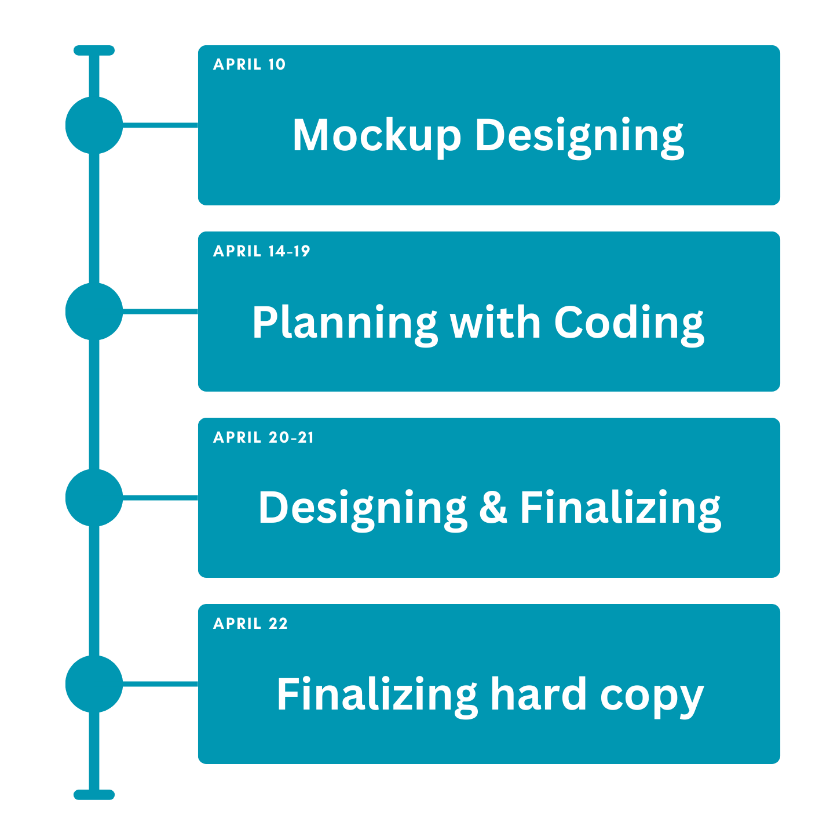 APRIL 10
Mockup Designing
APRIL 14-19
Planning with Coding
APRIL 20-21
Designing & Finalizing
APRIL 22
Finalizing hard copy